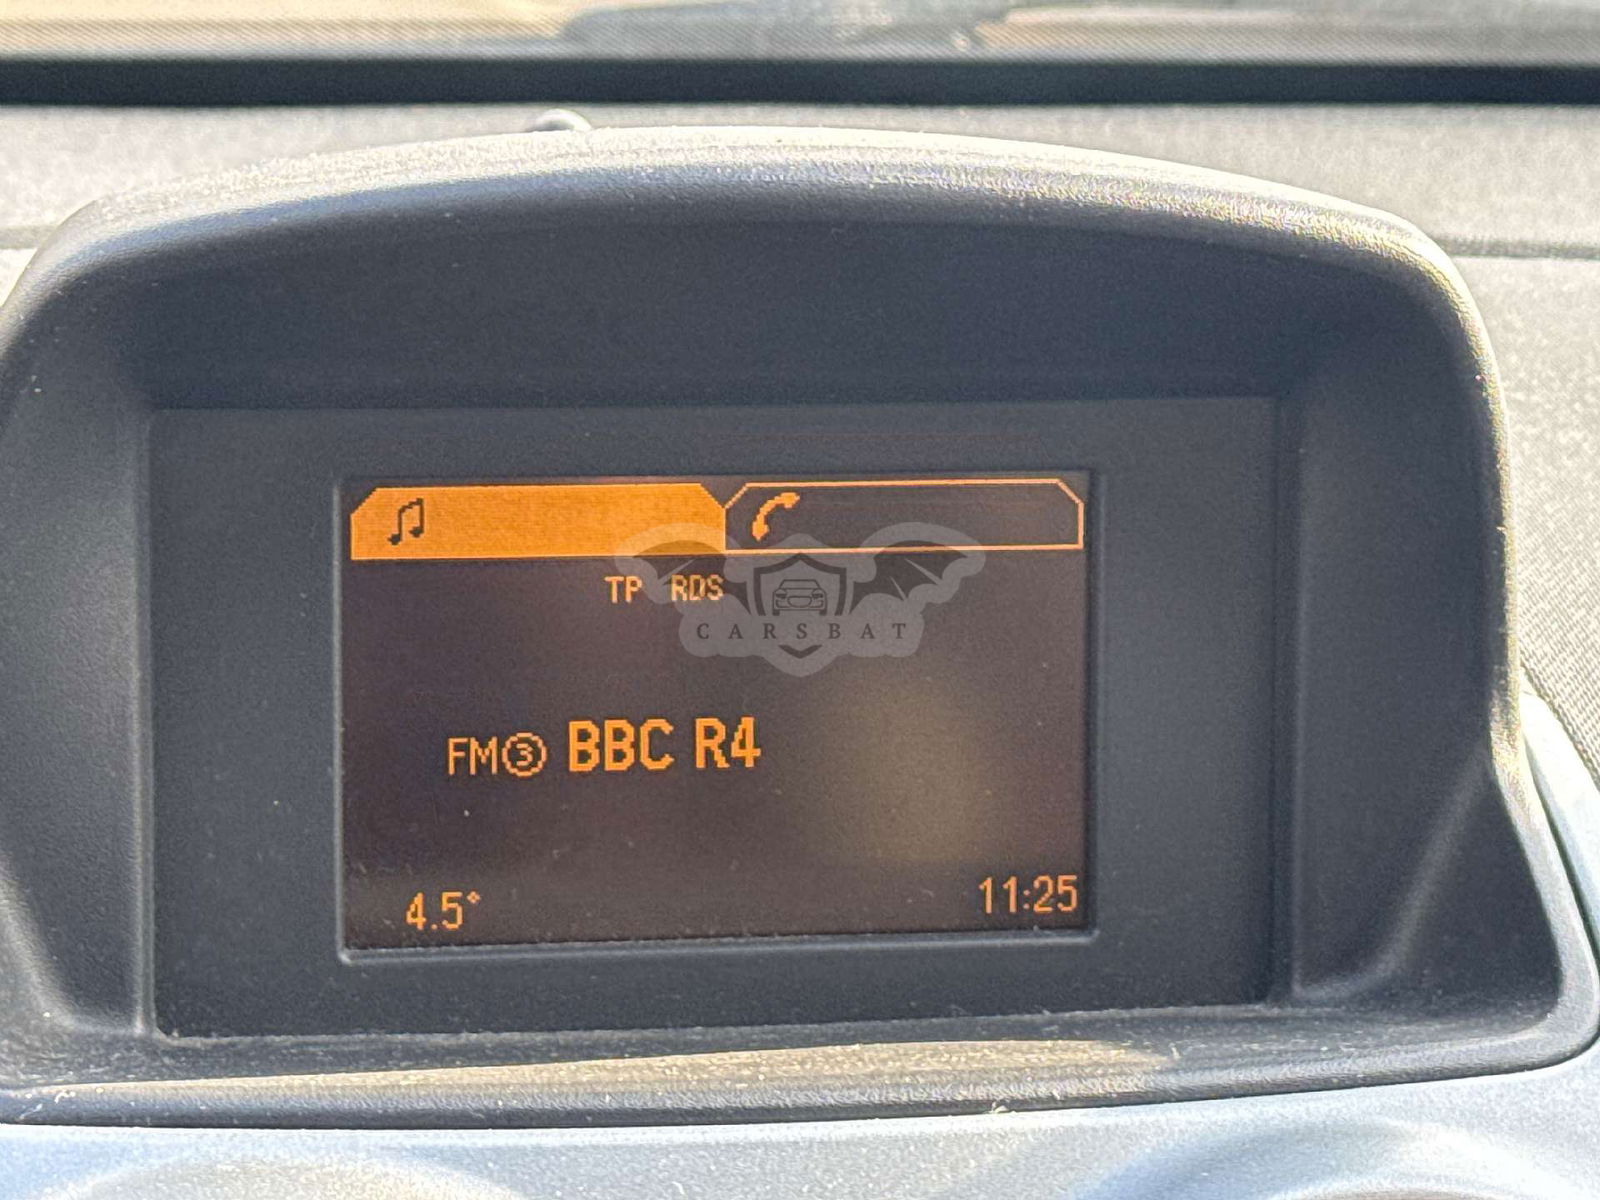 TP RDS
CARSBAT
FM③ BBC R4
4.5° 11:25